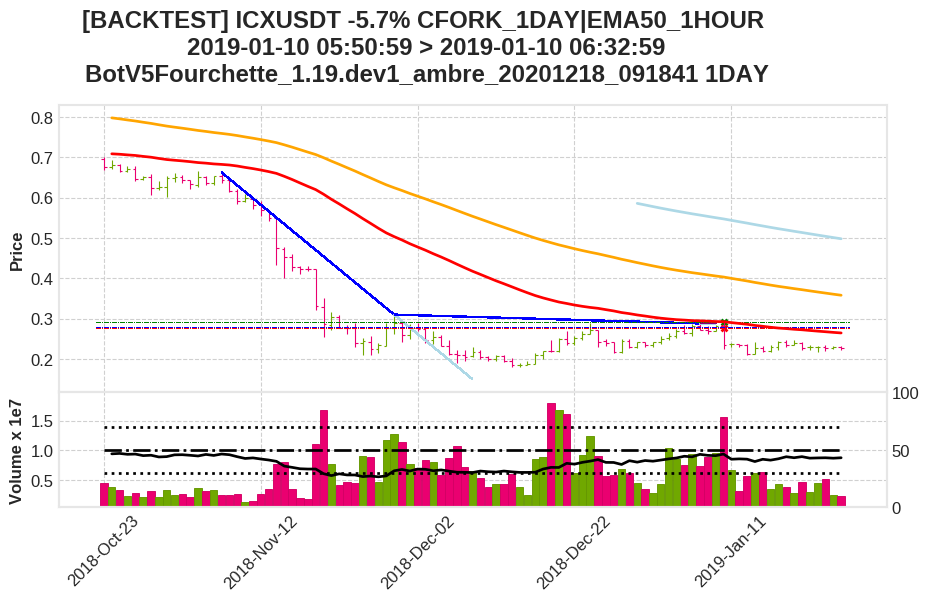 [BACKTEST] ICXUSDT -5.7% CFORK_1DAY|EMA50_1HOUR
2019-01-10 05:50:59 > 2019-01-10 06:32:59
BotV5Fourchette_1.19.dev1_ambre_20201218_091841 1DAY
0.8
0.7
0.6
0.5
0.4
0.3
0.2
Price
1.5
1.0
0.5
Volume x 1e7
100
50
0
2018-Oct-23
2018-Nov-12
2018-Dec-02
2018-Dec-22
2019-Jan-11